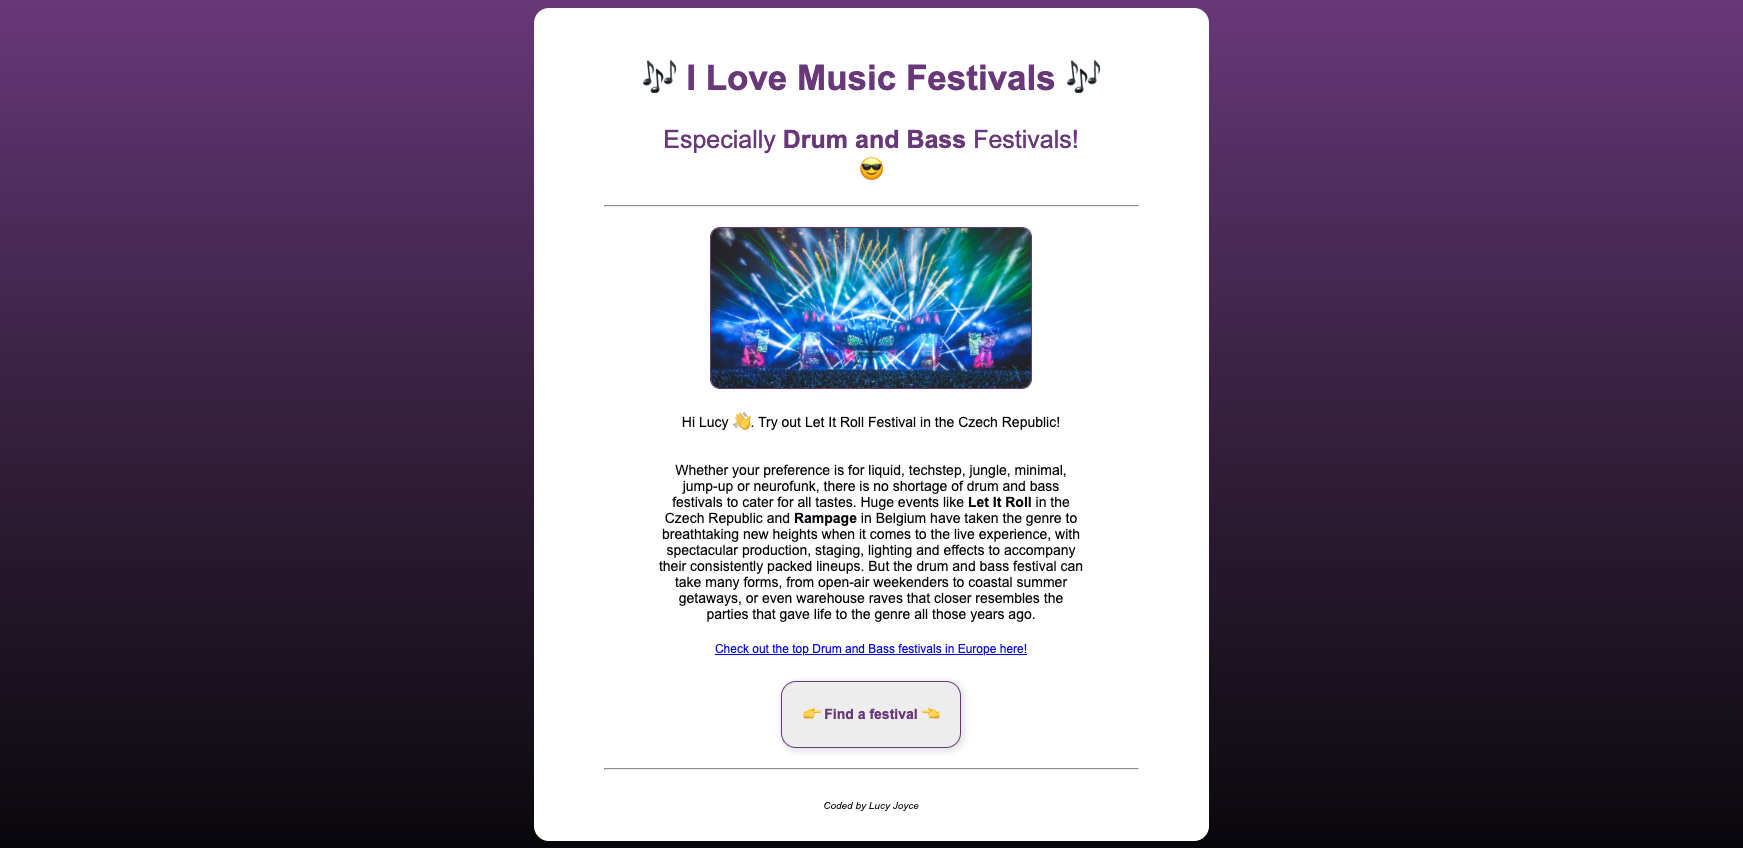 🎶 I Love Music Festivals 🎶
Especially Drum and Bass Festivals!
😎
Hi Lucy 👋. Try out Let It Roll Festival in the Czech Republic!
Whether your preference is for liquid, techstep, jungle, minimal,
jump-up or neurofunk, there is no shortage of drum and bass
festivals to cater for all tastes. Huge events like Let It Roll in the
Czech Republic and Rampage in Belgium have taken the genre to
breathtaking new heights when it comes to the live experience, with
spectacular production, staging, lighting and effects to accompany
their consistently packed lineups. But the drum and bass festival can
take many forms, from open-air weekenders to coastal summer
getaways, or even warehouse raves that closer resembles the
parties that gave life to the genre all those years ago.
Check out the top Drum and Bass festivals in Europe here!
👉 Find a festival 👈
Coded by Lucy Joyce